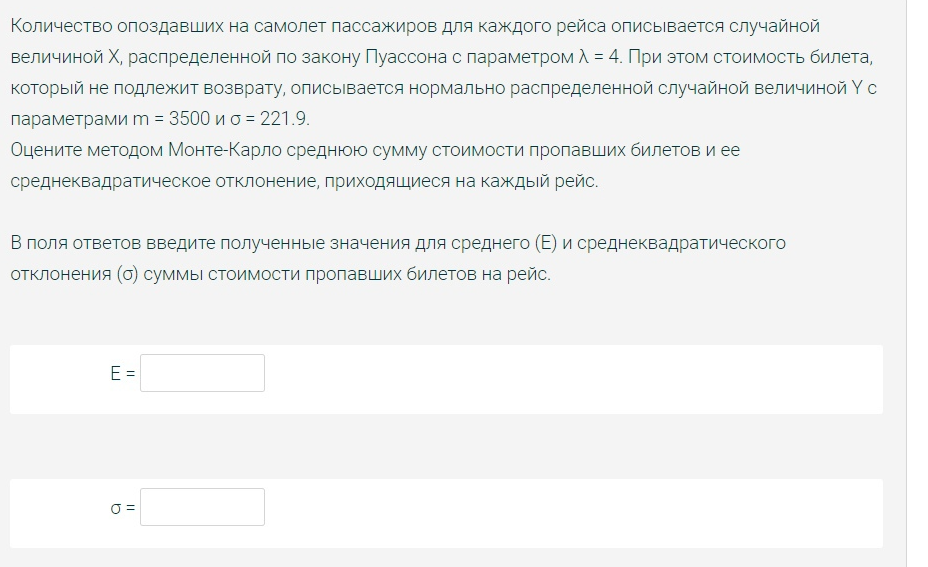 Количество опоздавших на самолет пассажиров для каждого рейса описывается случайной
величиной X, распределенной по закону Пуассона с параметром λ = 4. При этом стоимость билета,
который не подлежит возврату, описывается нормально распределенной случайной величиной Y с
параметрами m = 3500 и σ = 221.9.
Оцените методом Монте-Карло среднюю сумму стоимости пропавших билетов и ее
среднеквадратическое отклонение, приходящиеся на каждый рейс.
В поля ответов введите полученные значения для среднего (E) и среднеквадратического
отклонения (σ) суммы стоимости пропавших билетов на рейс.
E =
σ =